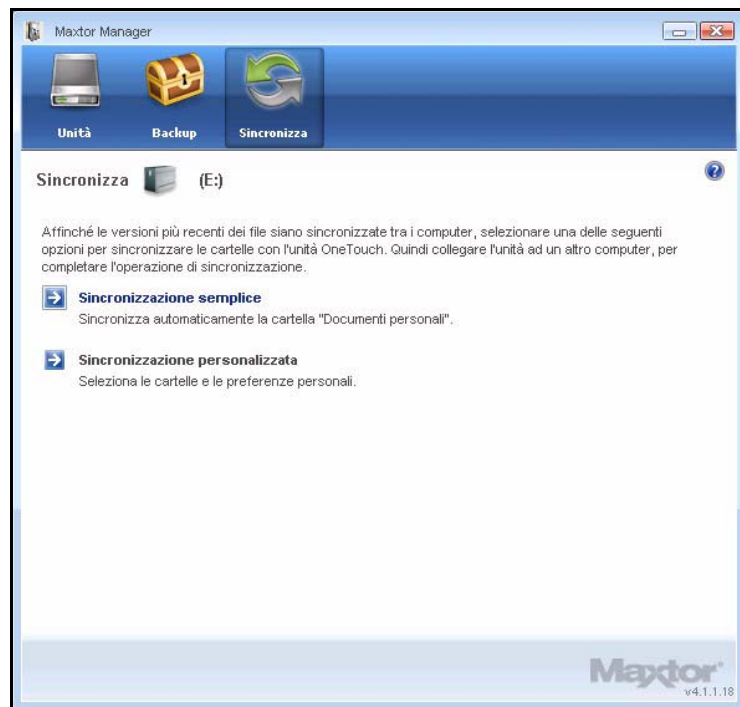 Maxtor Manager
Unità
Backup
Sincronizza
Sincronizza (E:)
Affinché le versioni più recenti dei file siano sincronizzate tra i computer, selezionare una delle seguenti
opzioni per sincronizzare le cartelle con l'unità OneTouch. Quindi collegare l'unità ad un altro computer, per
completare l'operazione di sincronizzazione.
Sincronizzazione semplice
Sincronizza automaticamente la cartella "Documenti personali".
Sincronizzazione personalizzata
Seleziona le cartelle e le preferenze personali.
Maxtor
v4.1.1.18